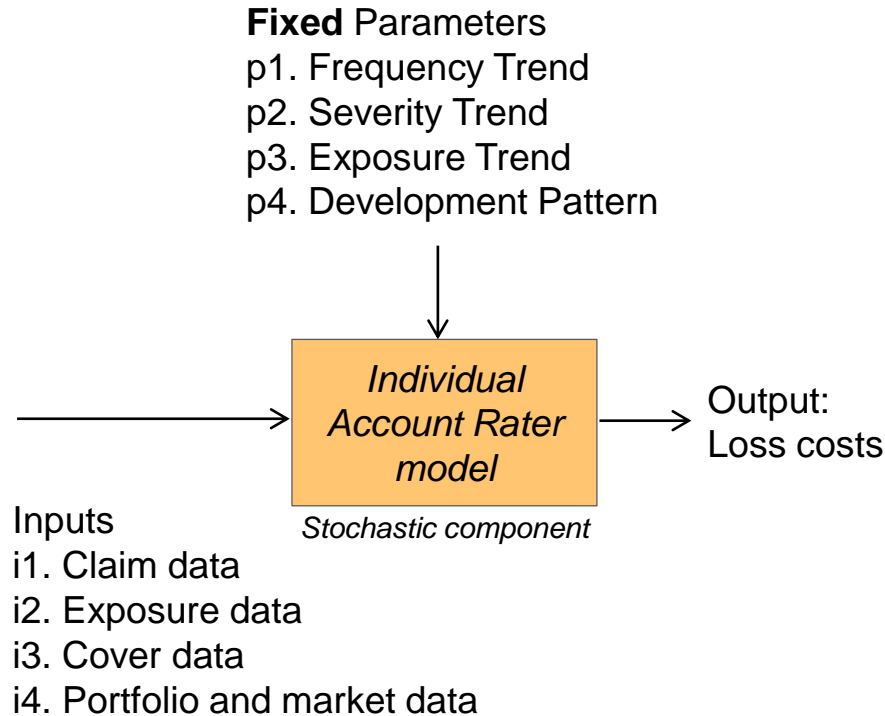 Fixed Parameters
p1. Frequency Trend
p2. Severity Trend
p3. Exposure Trend
p4. Development Pattern
Individual
Account Rater
model
Output:
Loss costs
Stochastic component
Inputs
i1. Claim data
i2. Exposure data
i3. Cover data
i4. Portfolio and market data